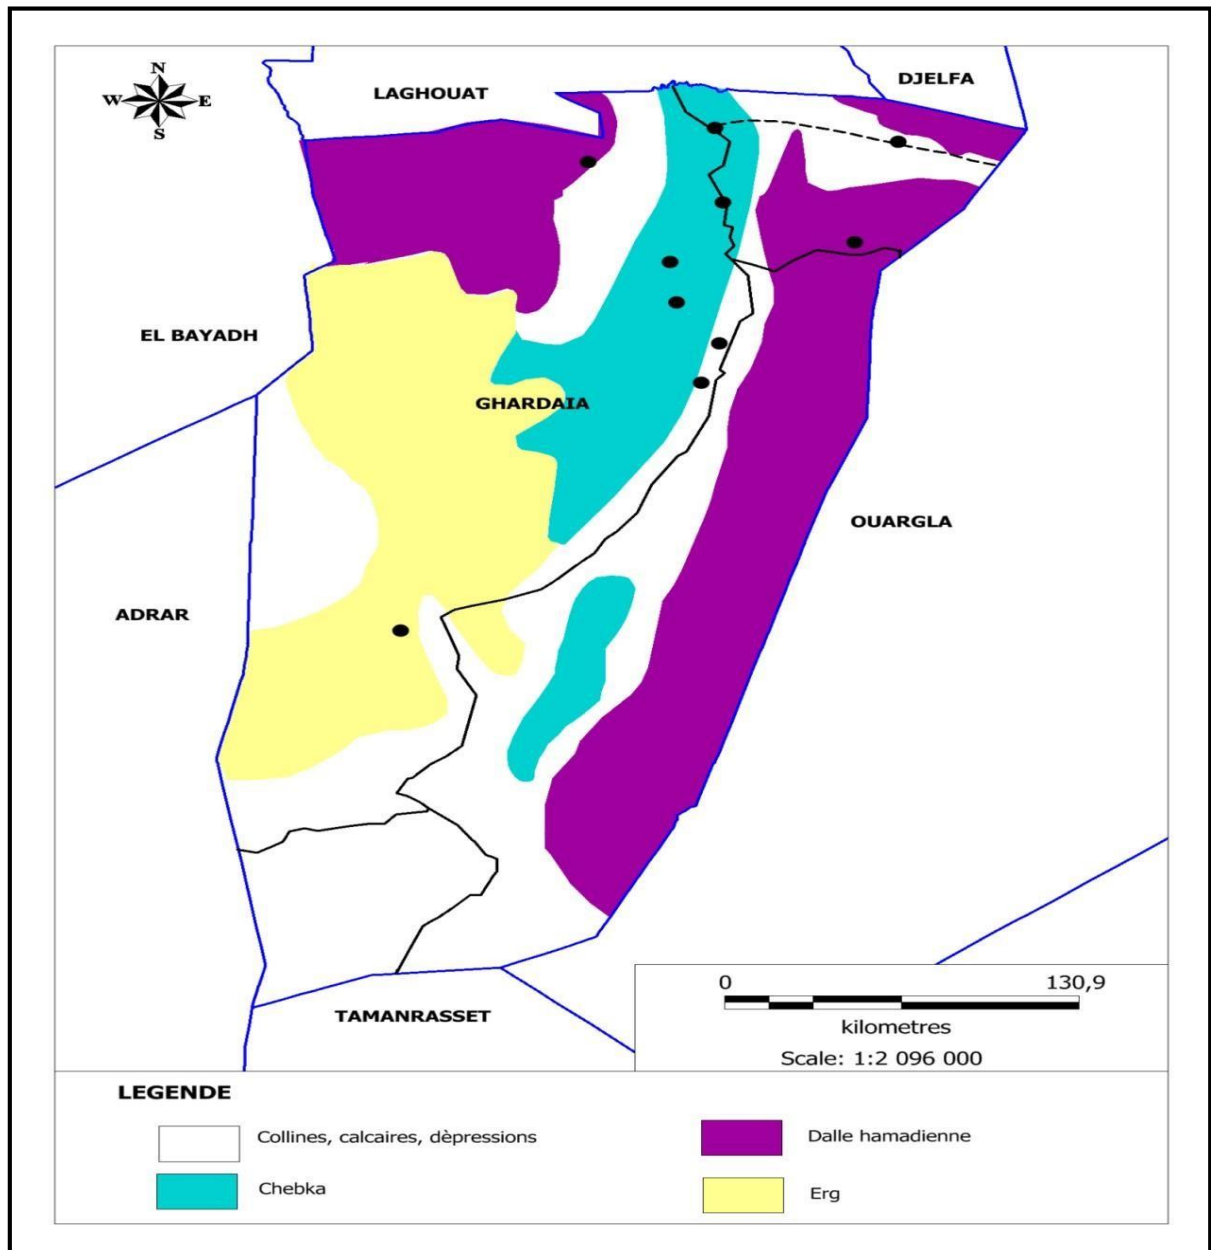 N
W E
S
LAGHOUAT
DJELFA
EL BAYADH
GHARDAIA
OUARGLA
ADRAR
TAMANRASSET
0 130,9
kilometres
Scale: 1:2 096 000
LEGENDE
Collines, calcaires, dèpressions
Dalle hamadienne
Chebka
Erg